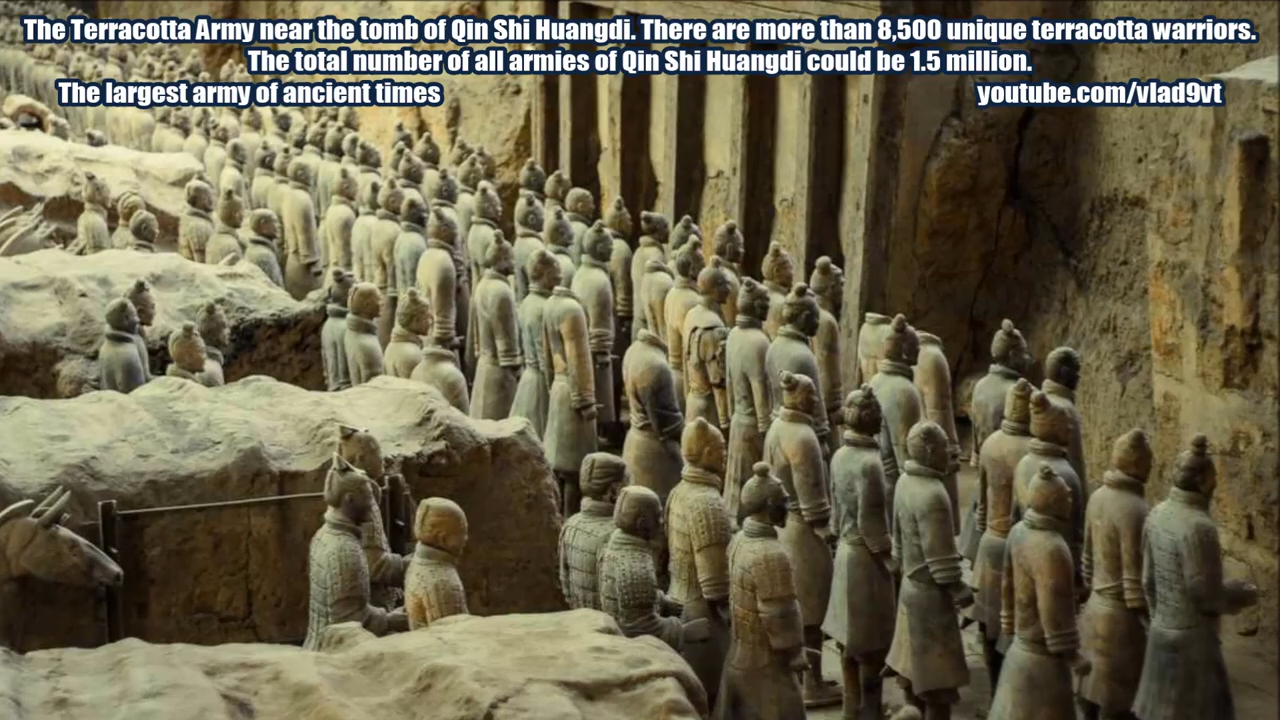 The Terracotta Army near the tomb of Qin Shi Huangdi. There are more than 8,500 unique terracotta warriors.
The total number of all armies of Qin Shi Huangdi could be 1.5 million.
The largest army of ancient times youtube.com/vlad9vt